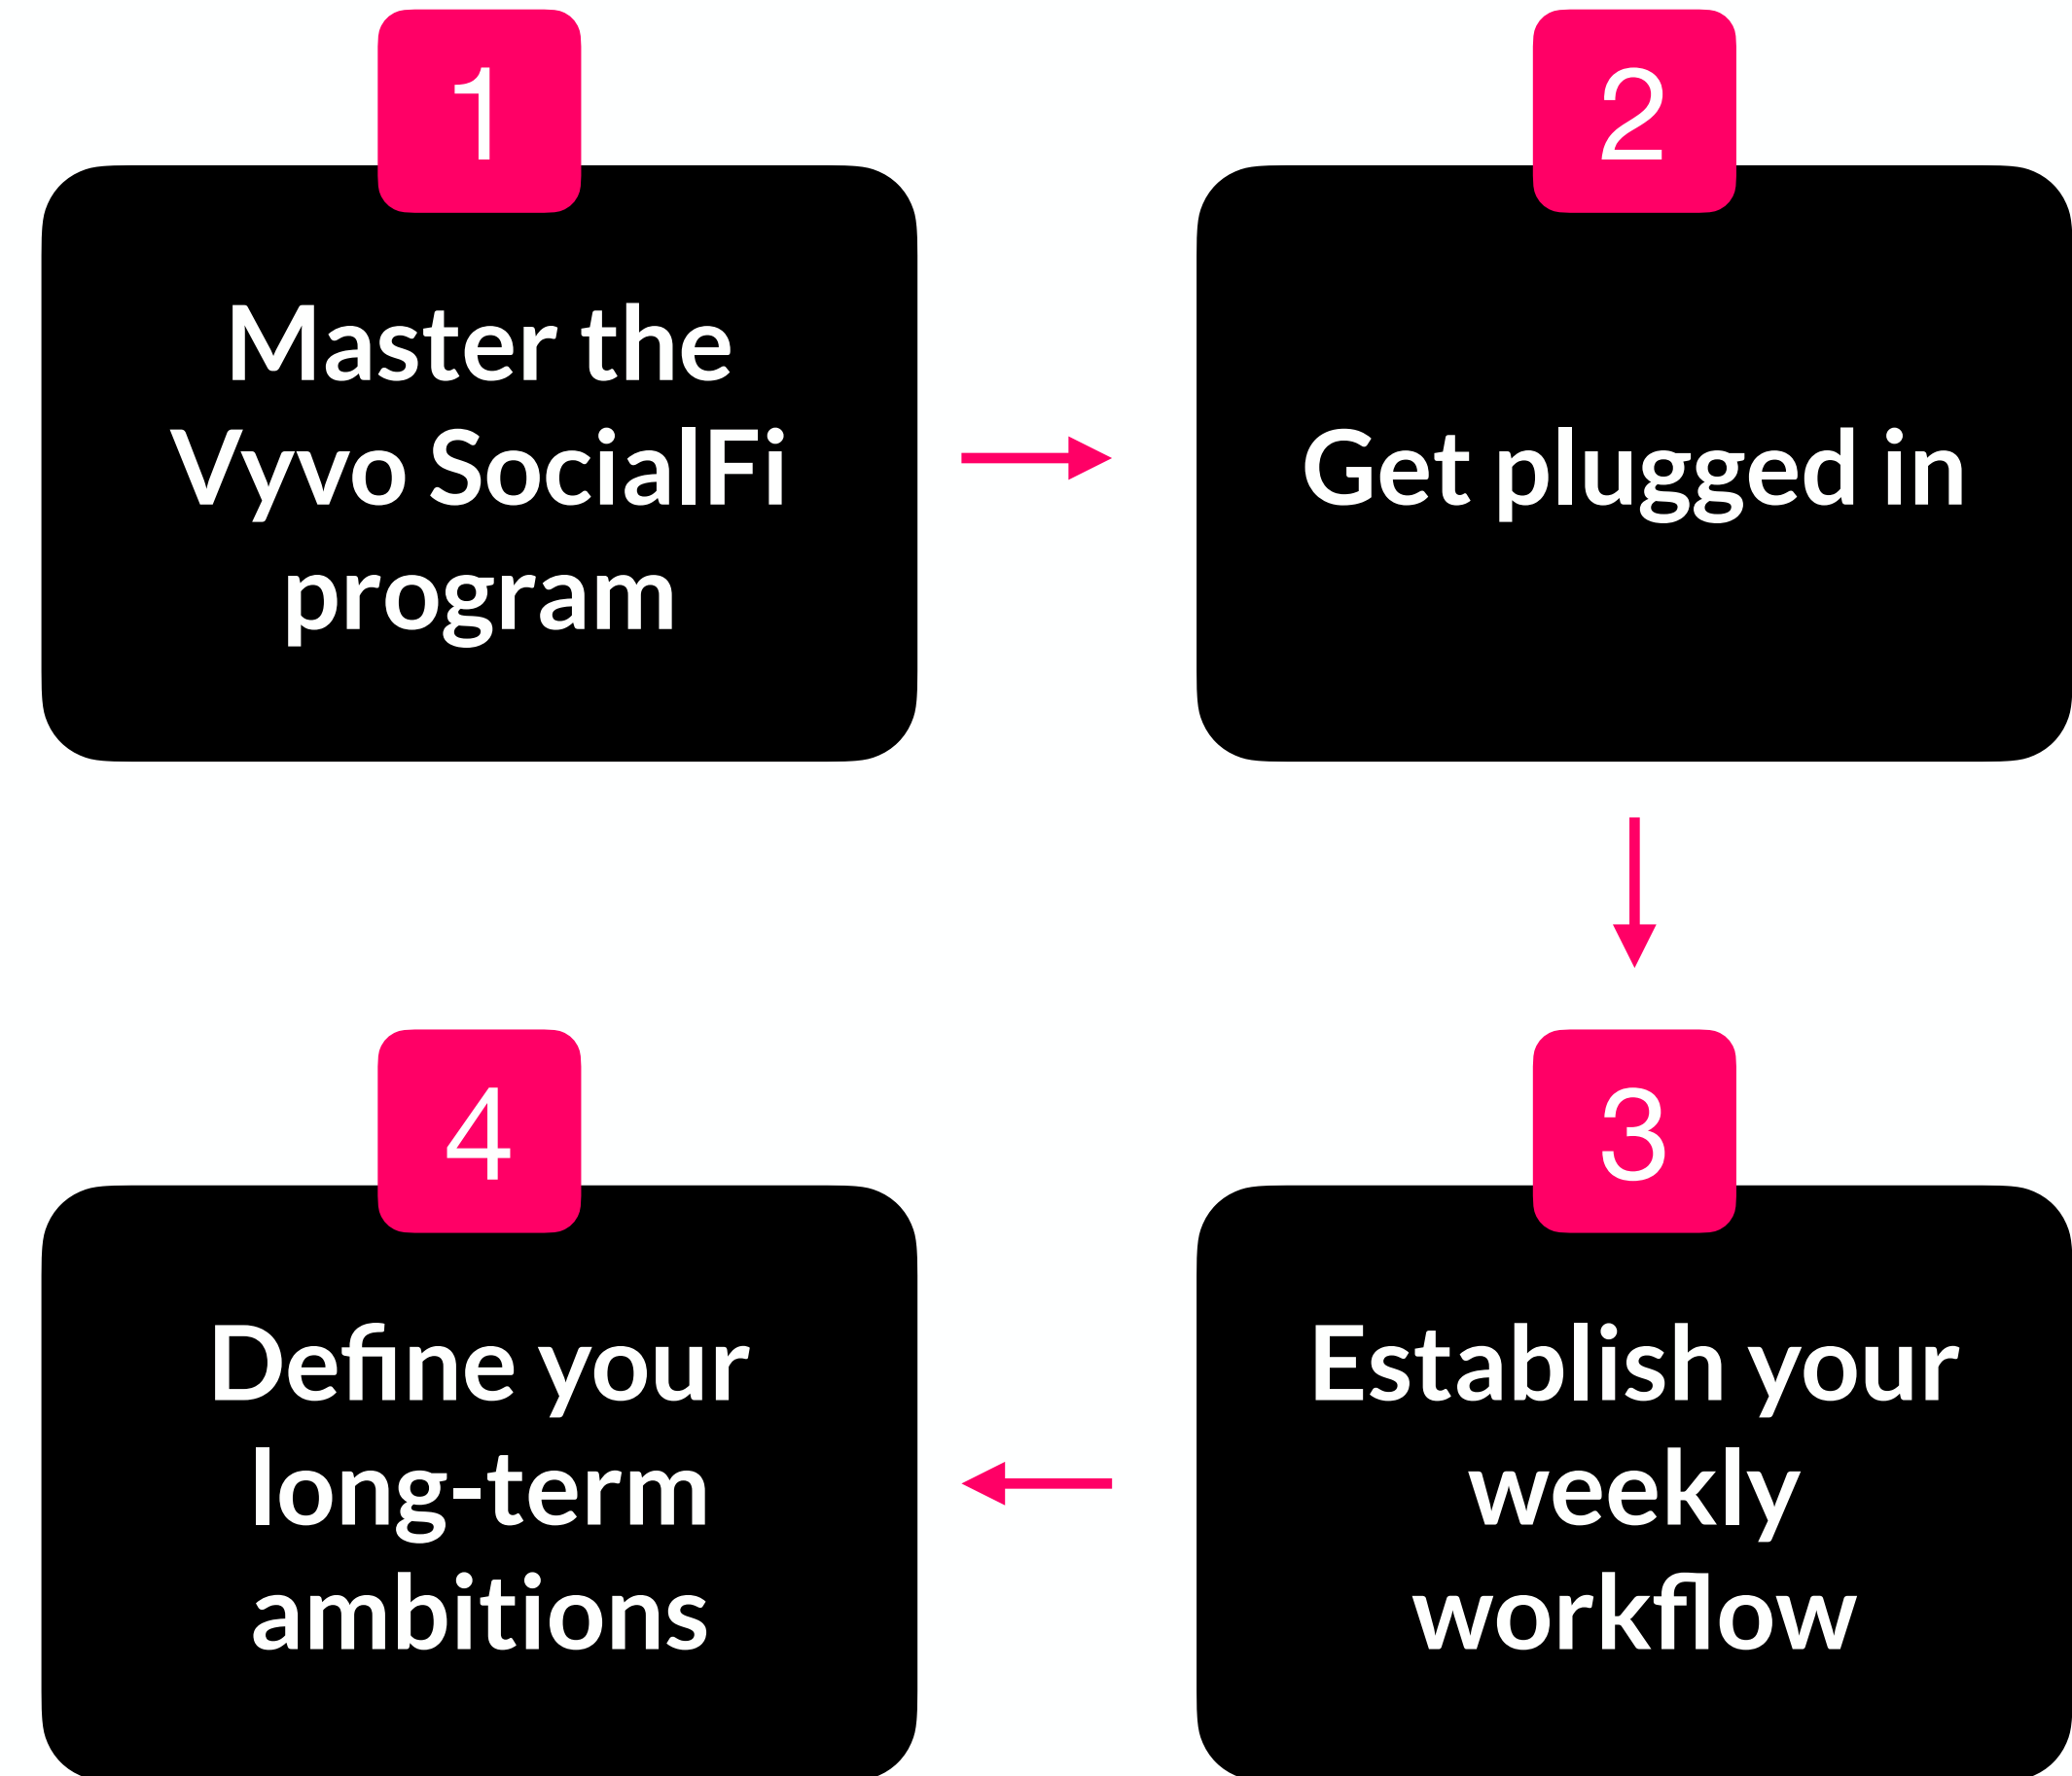 1
Master the
Vyvo SocialFi
program
2
Get plugged in
3
Establish your
weekly
workflow
4
Define your
long-term
ambitions